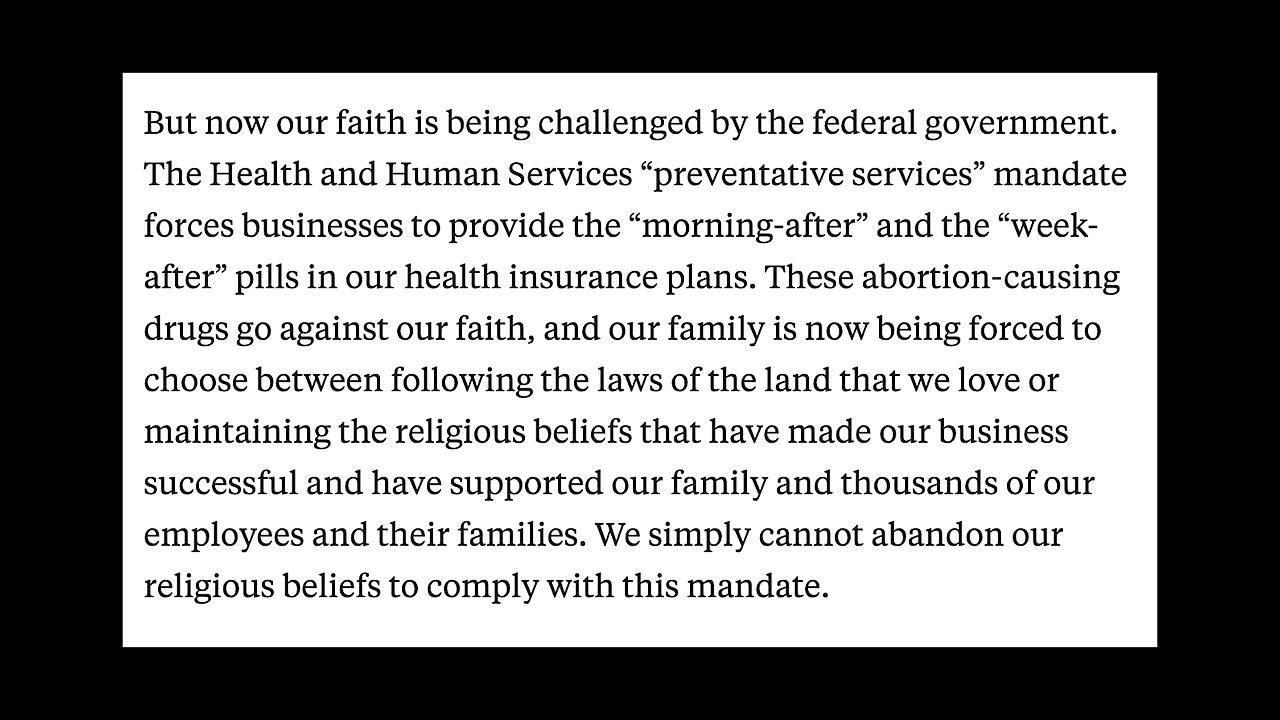 But now our faith is being challenged by the federal government.
The Health and Human Services “preventative services” mandate
forces businesses to provide the “morning-after” and the “week-
after” pills in our health insurance plans. These abortion-causing
drugs go against our faith, and our family is now being forced to
choose between following the laws of the land that we love or
maintaining the religious beliefs that have made our business
successful and have supported our family and thousands of our
employees and their families. We simply cannot abandon our
religious beliefs to comply with this mandate.